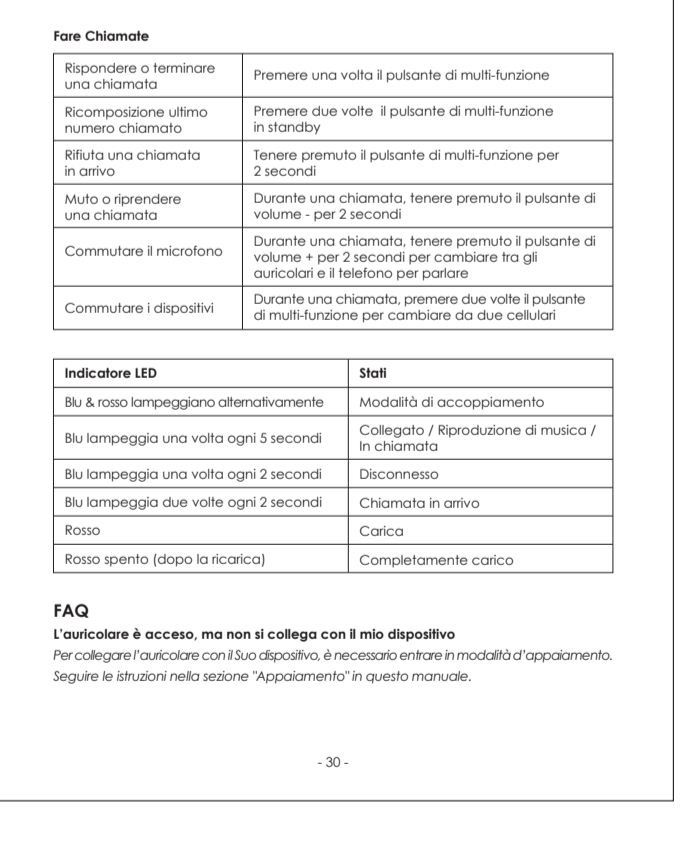 Fare Chiamate
Rispondere o terminare
una chiamata
Premere una volta il pulsante di multi-funzione
Ricomposizione ultimo
numero chiamato
Premere due volte  il pulsante di multi-funzione
in standby
Rifiuta una chiamata
in arrivo
Tenere premuto il pulsante di multi-funzione per
2 secondi
Muto o riprendere
una chiamata
Durante una chiamata, tenere premuto il pulsante di
volume - per 2 secondi
Commutare il microfono
Durante una chiamata, tenere premuto il pulsante di
volume + per 2 secondi per cambiare tra gli
auricolari e il telefono per parlare
Commutare i dispositivi
Durante una chiamata, premere due volte il pulsante
di multi-funzione per cambiare da due cellulari
Indicatore LED
Stati
Blu & rosso lampeggiano alternativamente
Modalità di accoppiamento
Blu lampeggia una volta ogni 5 secondi
Collegato / Riproduzione di musica /
In chiamata
Blu lampeggia una volta ogni 2 secondi
Disconnesso
Blu lampeggia due volte ogni 2 secondi
Chiamata in arrivo
Rosso
Carica
Rosso spento (dopo la ricarica)
Completamente carico
FAQ
L'auricolare è acceso, ma non si collega con il mio dispositivo
Per collegare l'auricolare con il Suo dispositivo, è necessario entrare in modalità d'appaiamento.
Seguire le istruzioni nella sezione "Appaiamento" in questo manuale.
- 30 -